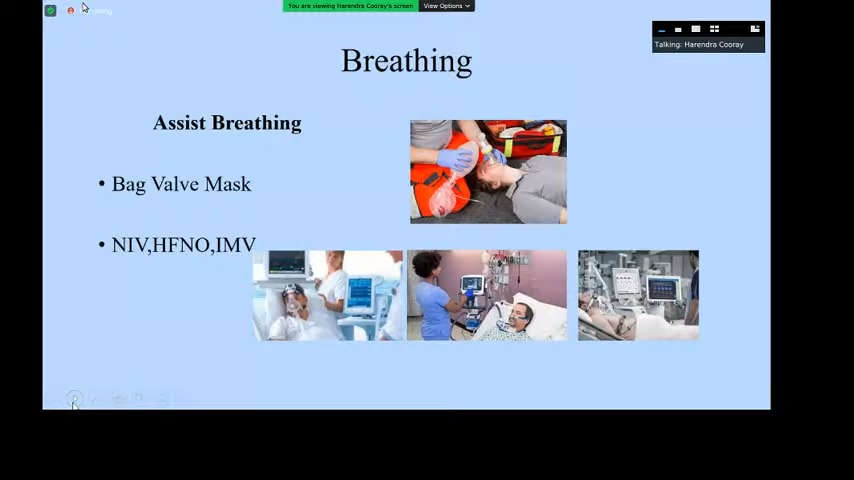 You are viewing Harendra Cooray's screen
View Options
Talking: Harendra Cooray
Breathing
Assist Breathing
• Bag Valve Mask
• NIV,HFNO,IMV